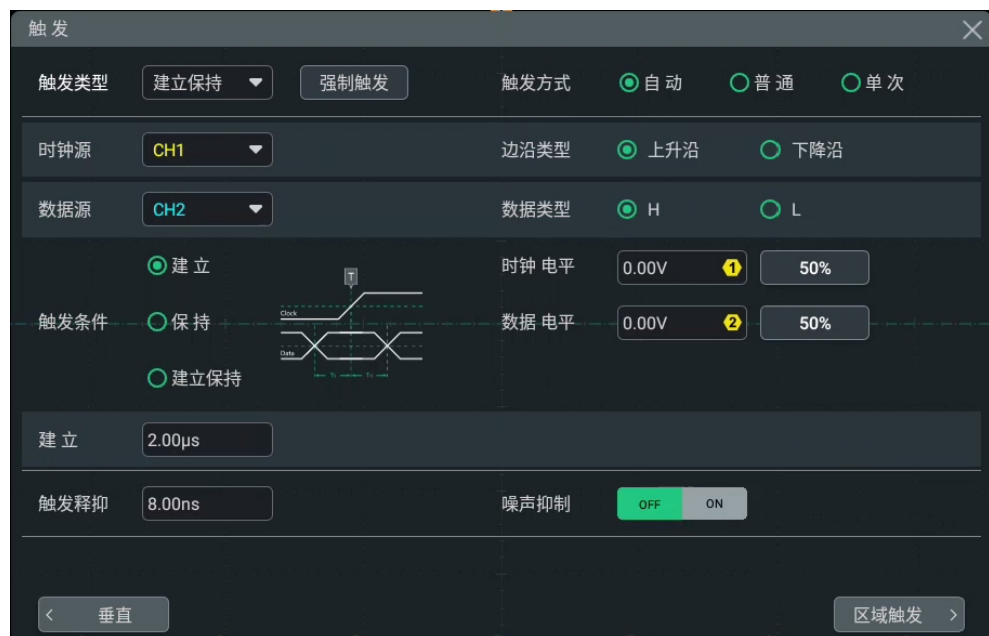 触发
触发类型 建立保持 强制触发 触发方式 自动 普通 单次
时钟源 CH1 边沿类型 上升沿 下降沿
数据源 CH2 数据类型 H L
建立 时钟 电平 0.00V 1 50%
T
Clock
触发条件 保持 数据 电平 0.00V 2 50%
Data
建立保持
建立 2.00μs
触发释抑 8.00ns 噪声抑制 OFF ON
垂直 区域触发